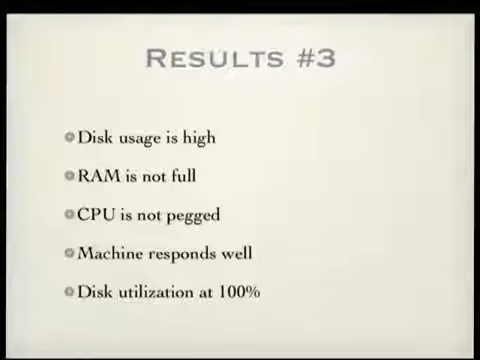 RESULTS #3
Disk usage is high
RAM is not full
CPU is not pegged
Machine responds well
Disk utilization at 100%